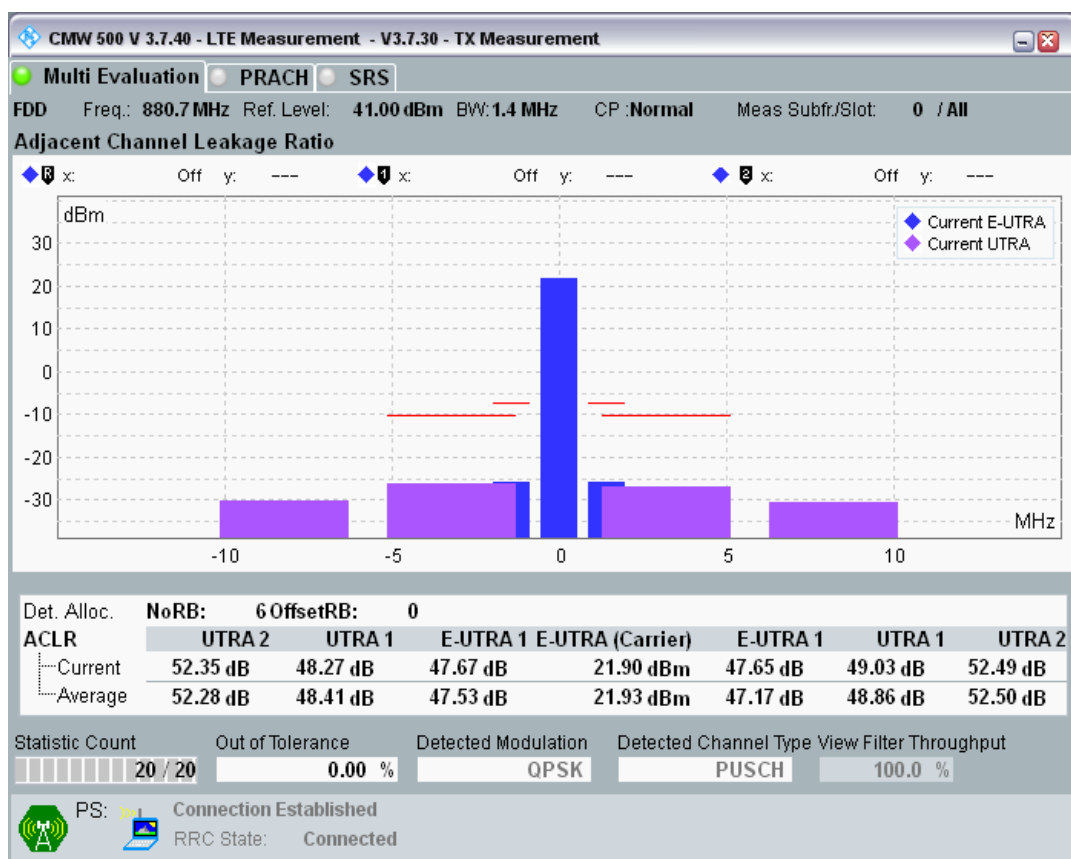 CMW 500 V 3.7.40 - LTE Measurement - V3.7.30 - TX Measurement
Multi Evaluation PRACH SRS
FDD Freq.: 880.7 MHz Ref. Level: 41.00 dBm BW: 1.4 MHz CP :Normal Meas Subfr./Slot: 0 / All
Adjacent Channel Leakage Ratio
R x: Off y: --- 1 x: Off y: --- 2 x: Off y: ---
dBm
Current E-UTRA
Current UTRA
30
20
10
0
-10
-20
-30
MHz
-10 -5 0 5 10
Det. Alloc. NoRB: 6 OffsetRB: 0
ACLR UTRA 2 UTRA 1 E-UTRA 1 E-UTRA (Carrier) E-UTRA 1 UTRA 1 UTRA 2
Current 52.35 dB 48.27 dB 47.67 dB 21.90 dBm 47.65 dB 49.03 dB 52.49 dB
Average 52.28 dB 48.41 dB 47.53 dB 21.93 dBm 47.17 dB 48.86 dB 52.50 dB
Statistic Count Out of Tolerance Detected Modulation Detected Channel Type View Filter Throughput
20 / 20 0.00 % QPSK PUSCH 100.0 %
PS: Connection Established
RRC State: Connected